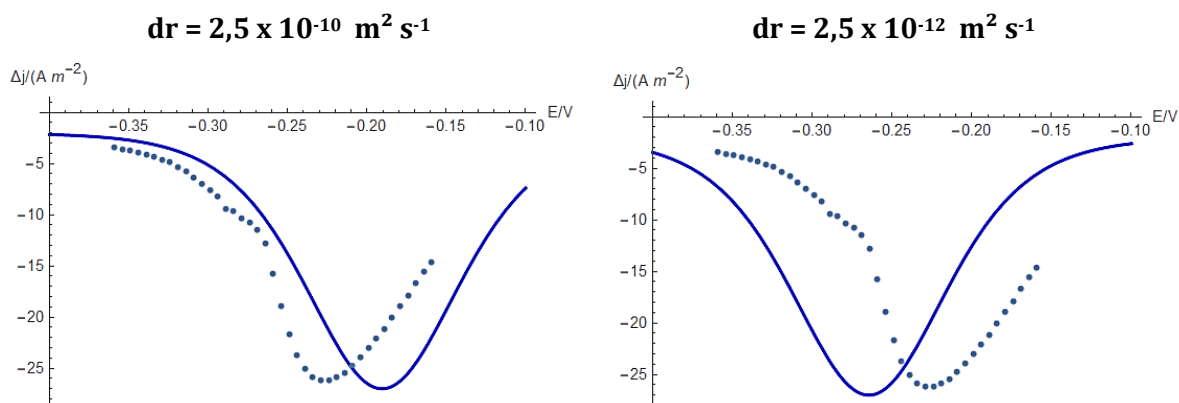 dr = 2,5 x 10⁻¹⁰ m² s⁻¹
Δj/(A m⁻²)
−0.35 −0.30 −0.25 −0.20 −0.15 −0.10
E/V
−5
−10
−15
−20
−25
dr = 2,5 x 10⁻¹² m² s⁻¹
Δj/(A m⁻²)
−0.35 −0.30 −0.25 −0.20 −0.15 −0.10
E/V
−5
−10
−15
−20
−25